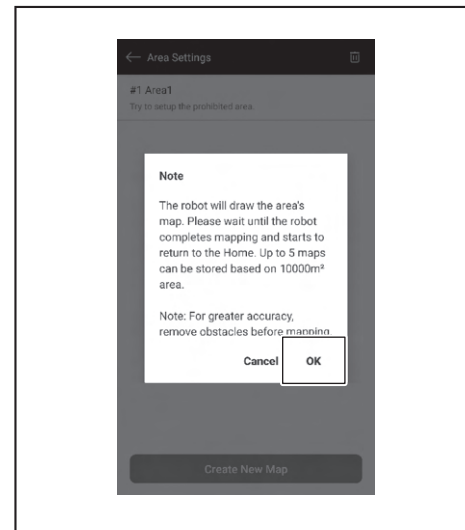 Area Settings
#1 Area1
Try to setup the prohibited area.
Note
The robot will draw the area's
map. Please wait until the robot
completes mapping and starts to
return to the Home. Up to 5 maps
can be stored based on 10000m²
area.
Note: For greater accuracy,
remove obstacles before mapping.
Cancel OK
Create New Map